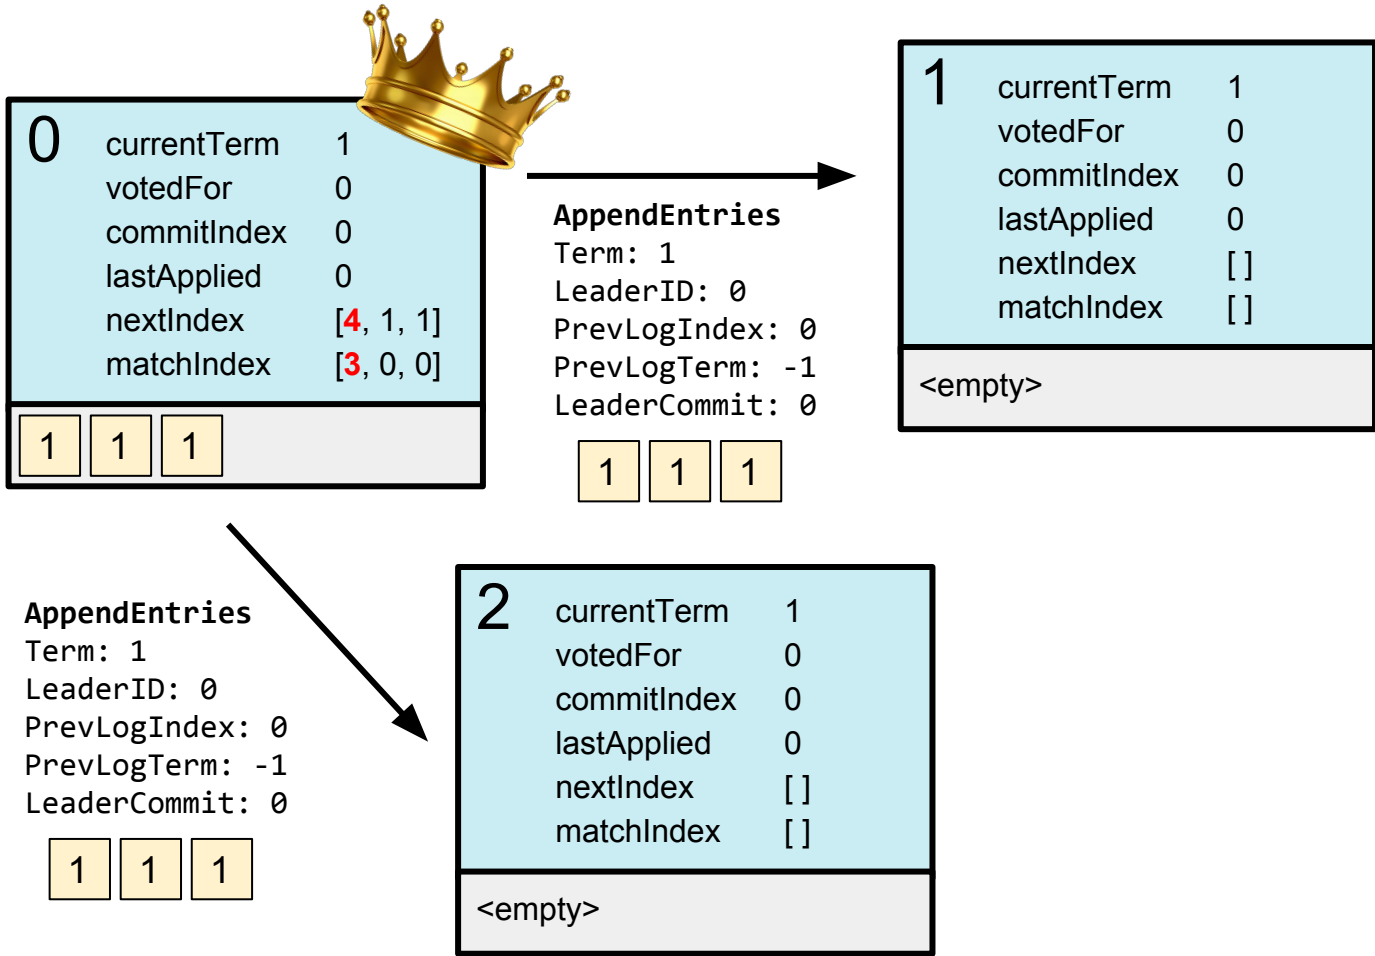 0
currentTerm 1
votedFor 0
commitIndex 0
lastApplied 0
nextIndex [4, 1, 1]
matchIndex [3, 0, 0]
1 1 1
AppendEntries
Term: 1
LeaderID: 0
PrevLogIndex: 0
PrevLogTerm: -1
LeaderCommit: 0
1 1 1
1
currentTerm 1
votedFor 0
commitIndex 0
lastApplied 0
nextIndex [ ]
matchIndex [ ]
<empty>
AppendEntries
Term: 1
LeaderID: 0
PrevLogIndex: 0
PrevLogTerm: -1
LeaderCommit: 0
1 1 1
2
currentTerm 1
votedFor 0
commitIndex 0
lastApplied 0
nextIndex [ ]
matchIndex [ ]
<empty>